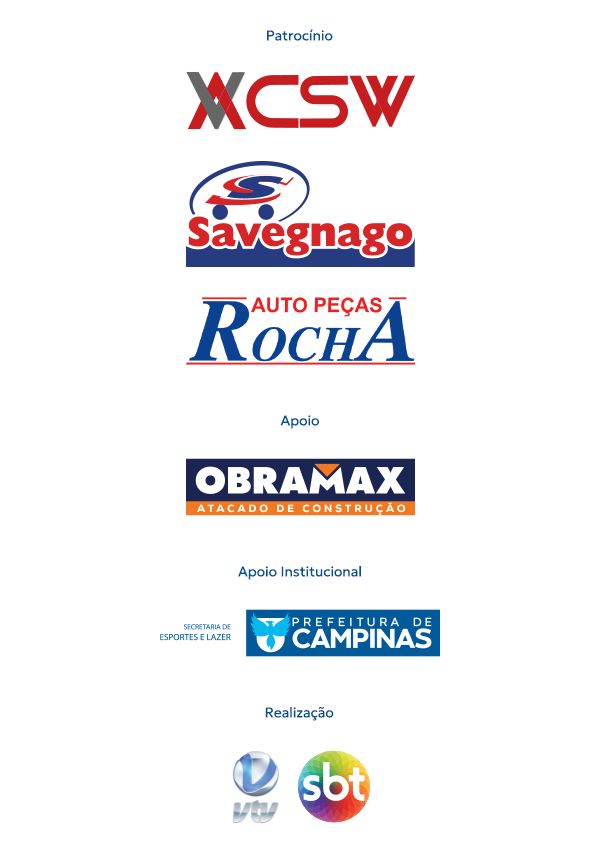 Patrocínio
CSW
Savegnago
AUTO PEÇAS
ROCHA
Apoio
OBRAMAX
ATACADO DE CONSTRUÇÃO
Apoio Institucional
SECRETARIA DE
ESPORTES E LAZER
PREFEITURA DE
CAMPINAS
Realização
vtv
sbt